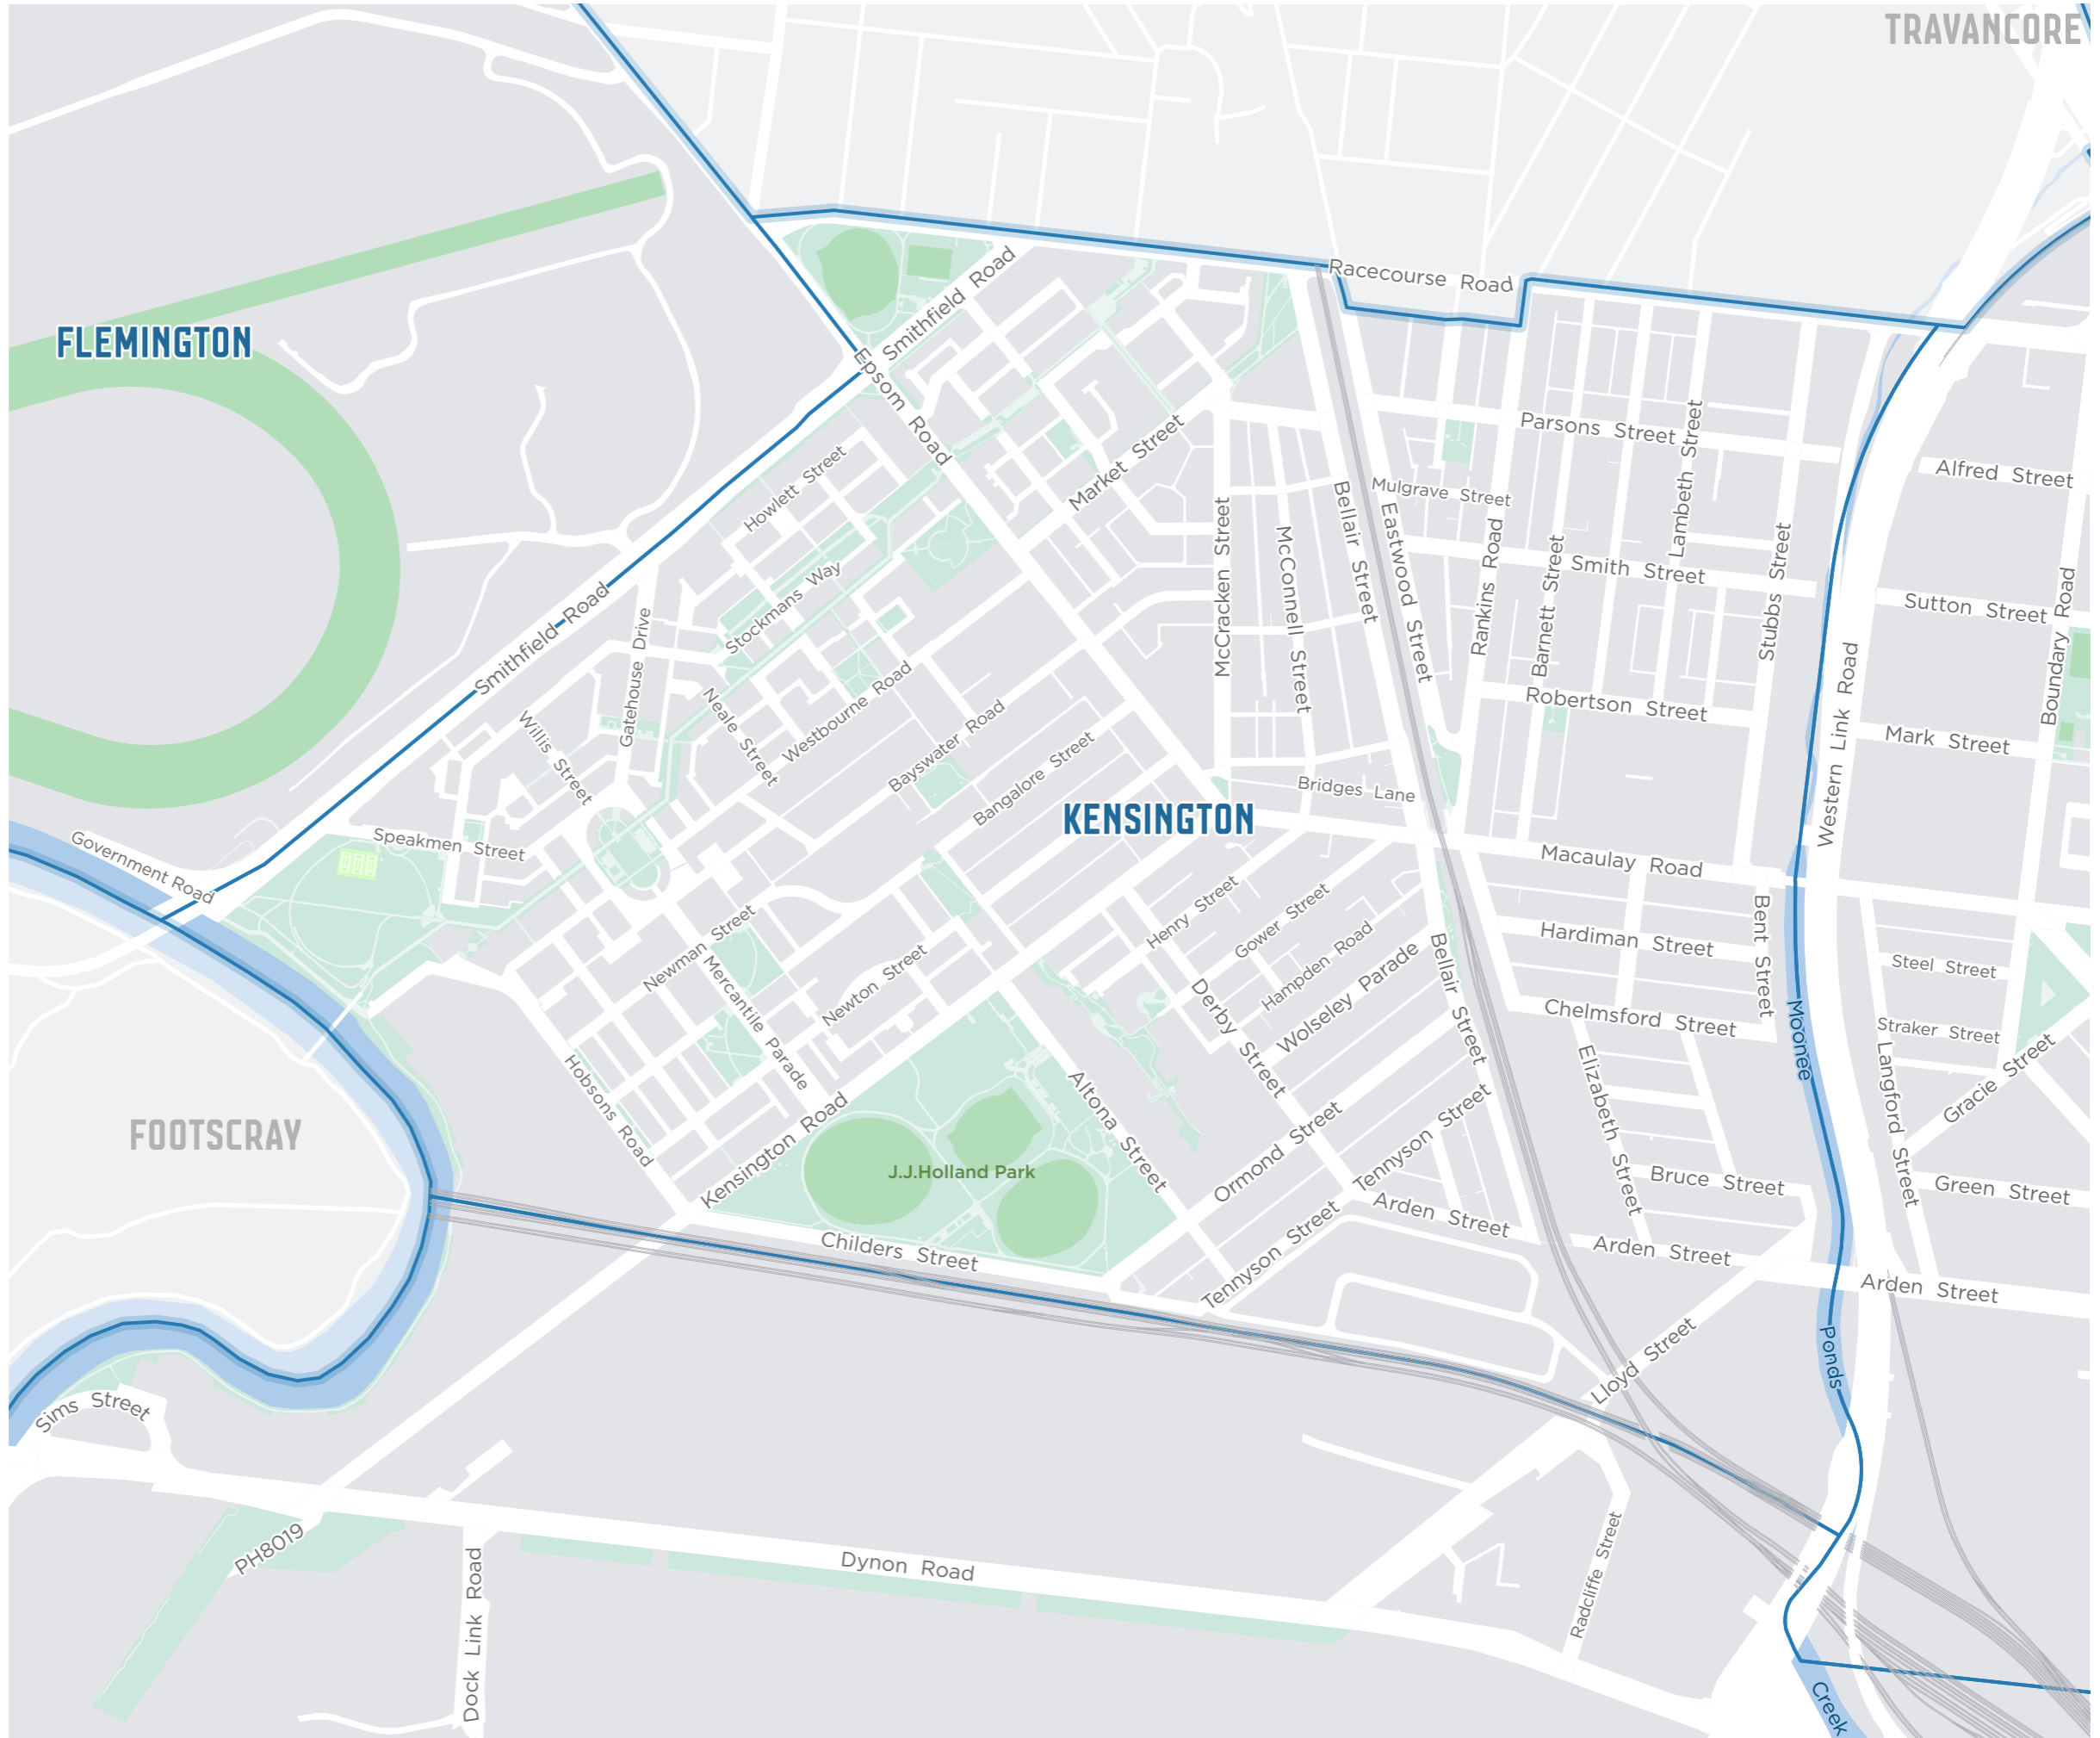 TRAVANCORE
Racecourse Road
FLEMINGTON
Smithfield Road
Epsom Road
Parsons Street
Lambeth Street
Alfred Street
Market Street
Howlett Street
Mulgrave Street
Bellair Street
Eastwood Street
McCracken Street
McConnell Street
Rankins Road
Barnett Street
Smith Street
Stubbs Street
Sutton Street
Boundary Road
Stockmans Way
Smithfield Road
Gatehouse Drive
Neale Street
Westbourne Road
Robertson Street
Western Link Road
Mark Street
Willis Street
Bayswater Road
Bangalore Street
Bridges Lane
KENSINGTON
Speakmen Street
Government Road
Macaulay Road
Henry Street
Gower Street
Hampden Road
Wolseley Parade
Bellair Street
Hardiman Street
Bent Street
Steel Street
Newman Street
Mercantile Parade
Newton Street
Derby Street
Chelmsford Street
Moonee
Straker Street
Langford Street
Gracie Street
Hobsons Road
Elizabeth Street
FOOTSCRAY
Kensington Road
J.J.Holland Park
Altona Street
Ormond Street
Tennyson Street
Bruce Street
Green Street
Arden Street
Childers Street
Tennyson Street
Arden Street
Arden Street
Lloyd Street
Ponds
Sims Street
PH8019
Dynon Road
Dock Link Road
Radcliffe Street
Creek